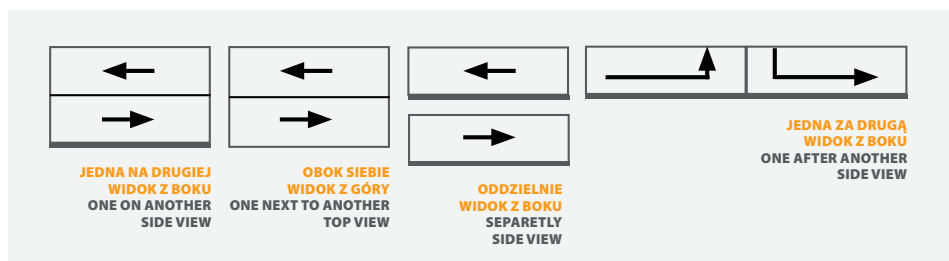 JEDNA NA DRUGIEJ
WIDOK Z BOKU
ONE ON ANOTHER
SIDE VIEW
OBOK SIEBIE
WIDOK Z GÓRY
ONE NEXT TO ANOTHER
TOP VIEW
ODDZIELNIE
WIDOK Z BOKU
SEPARETLY
SIDE VIEW
JEDNA ZA DRUGĄ
WIDOK Z BOKU
ONE AFTER ANOTHER
SIDE VIEW